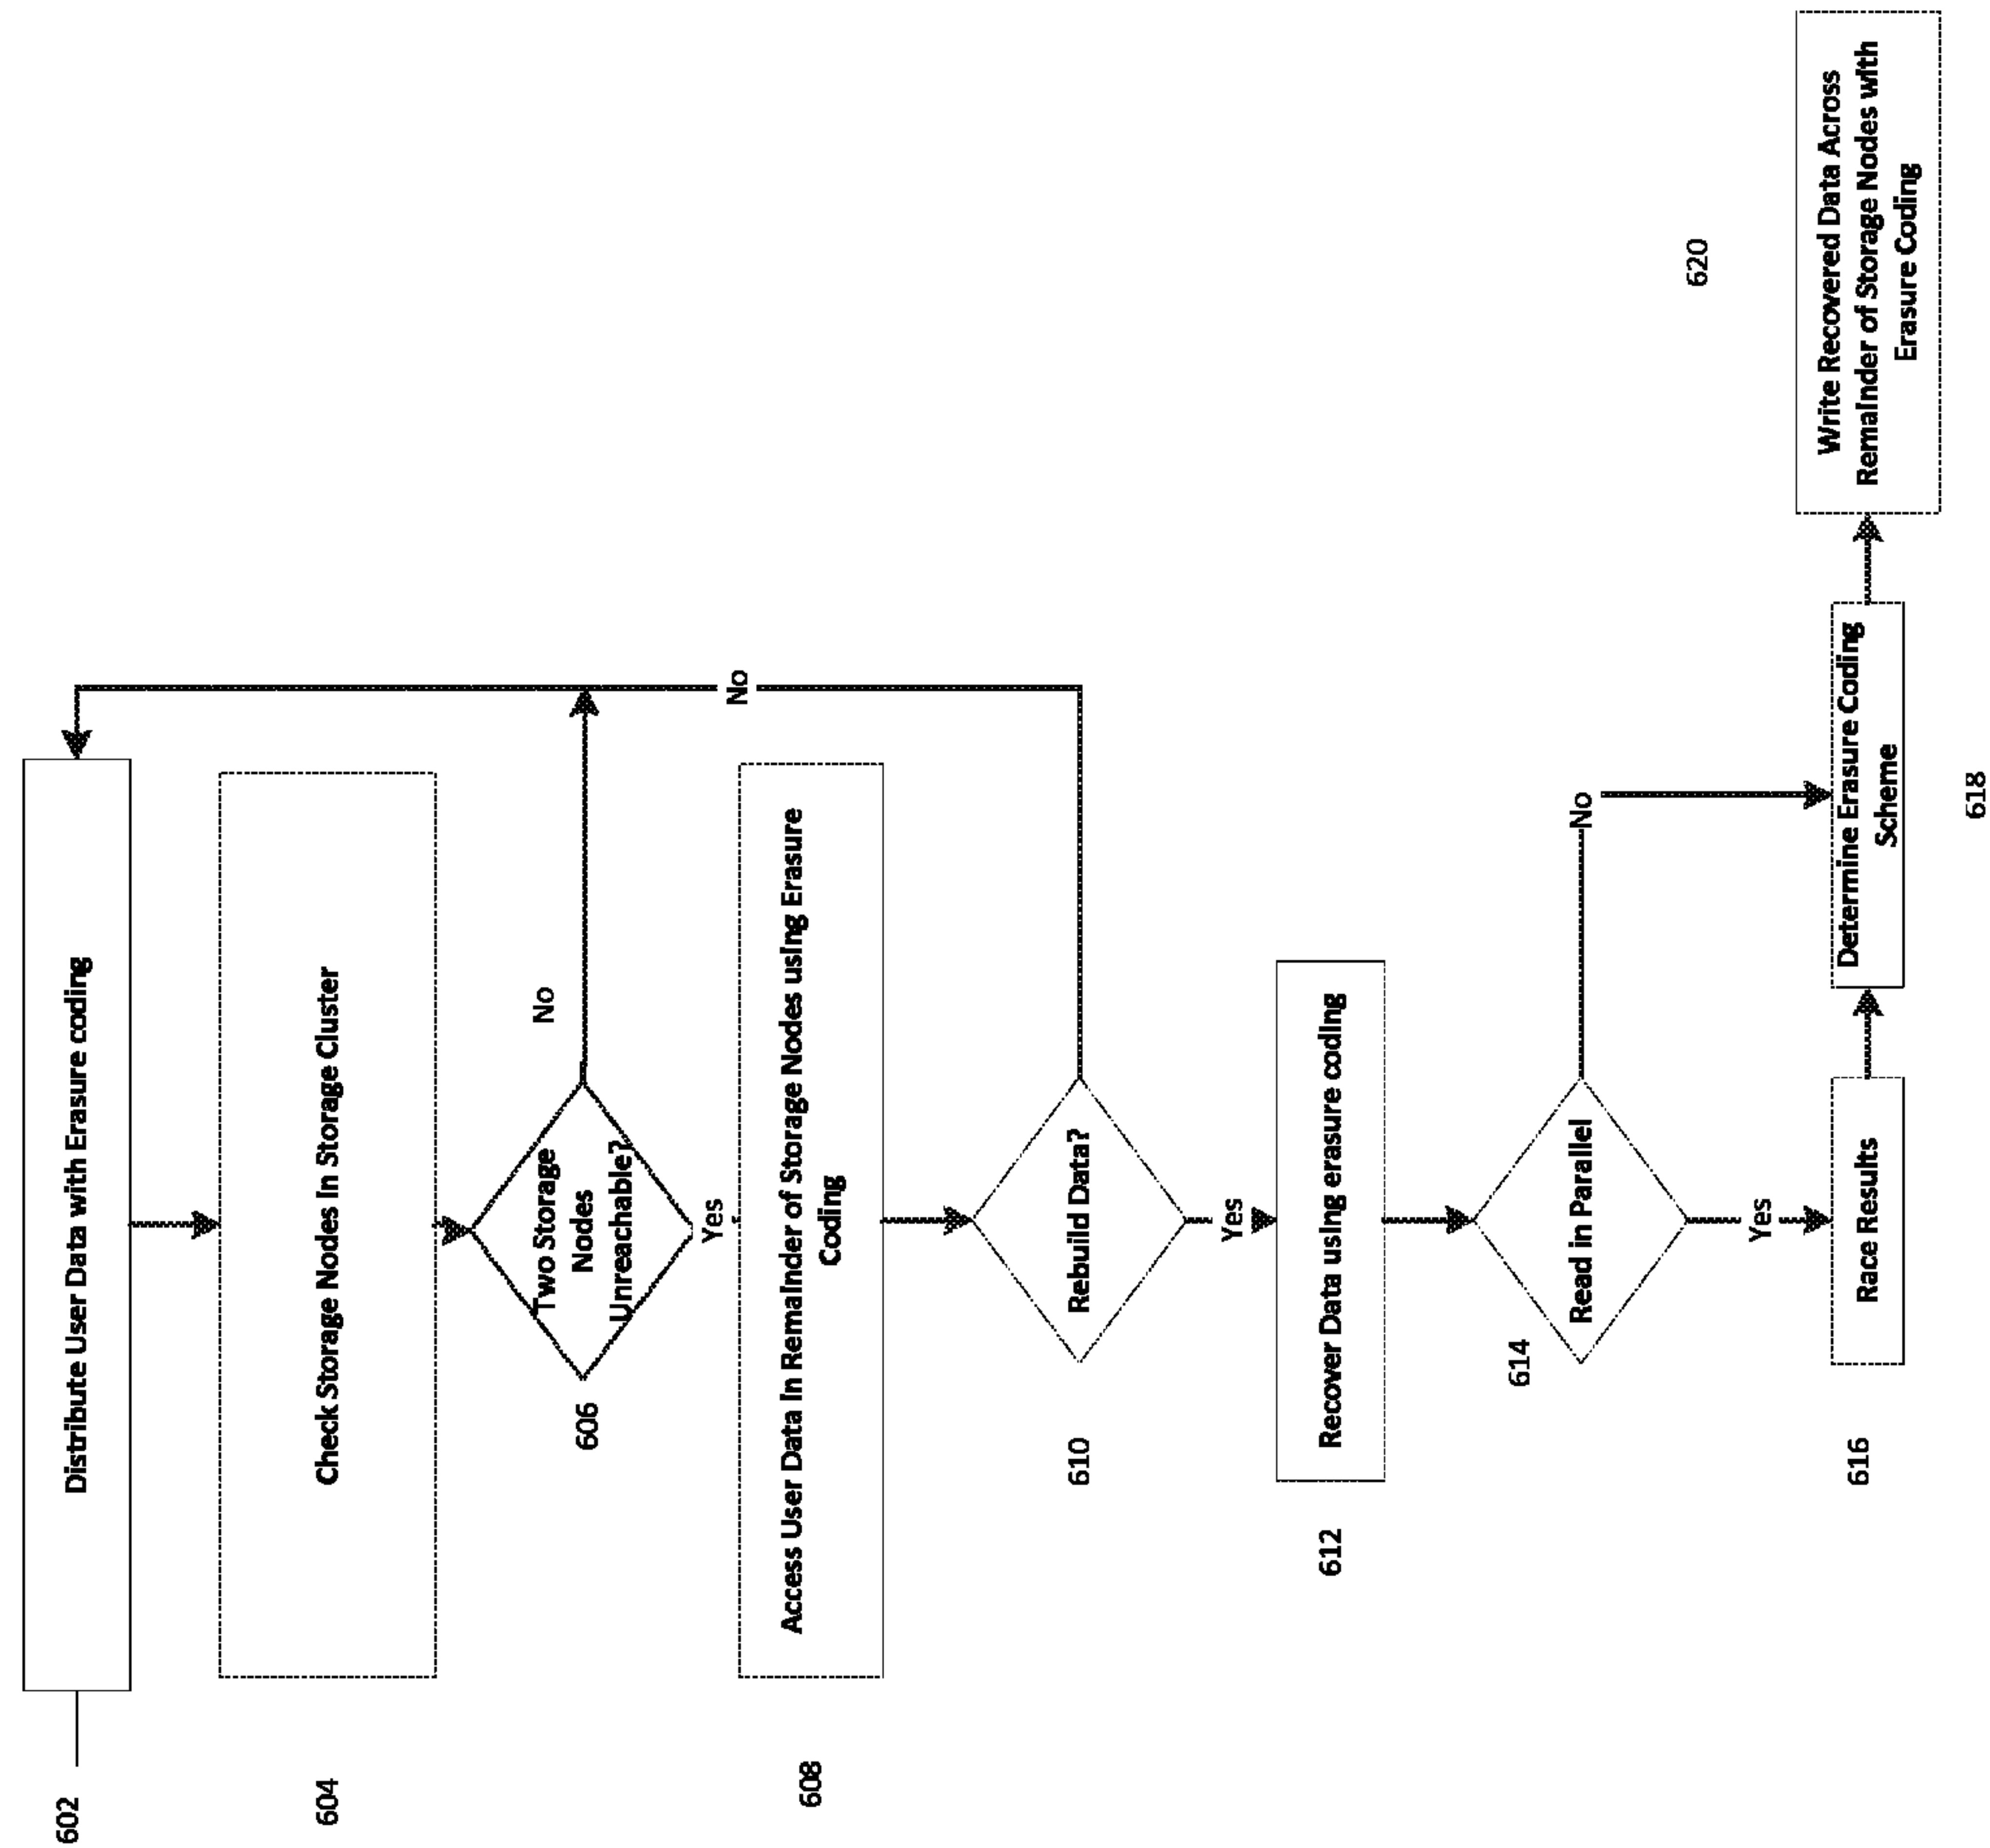 602
Distribute User Data with Erasure coding
604
Check Storage Nodes In Storage Cluster
606
Two Storage
Nodes
Unreachable?
No
Yes
608
Access User Data In Remainder of Storage Nodes using Erasure
Coding
610
Rebuild Data?
No
Yes
612
Recover Data using erasure coding
614
Read in Parallel
No
Yes
616
Race Results
Determine Erasure Coding
Scheme
618
620
Write Recovered Data Across
Remainder of Storage Nodes with
Erasure Coding